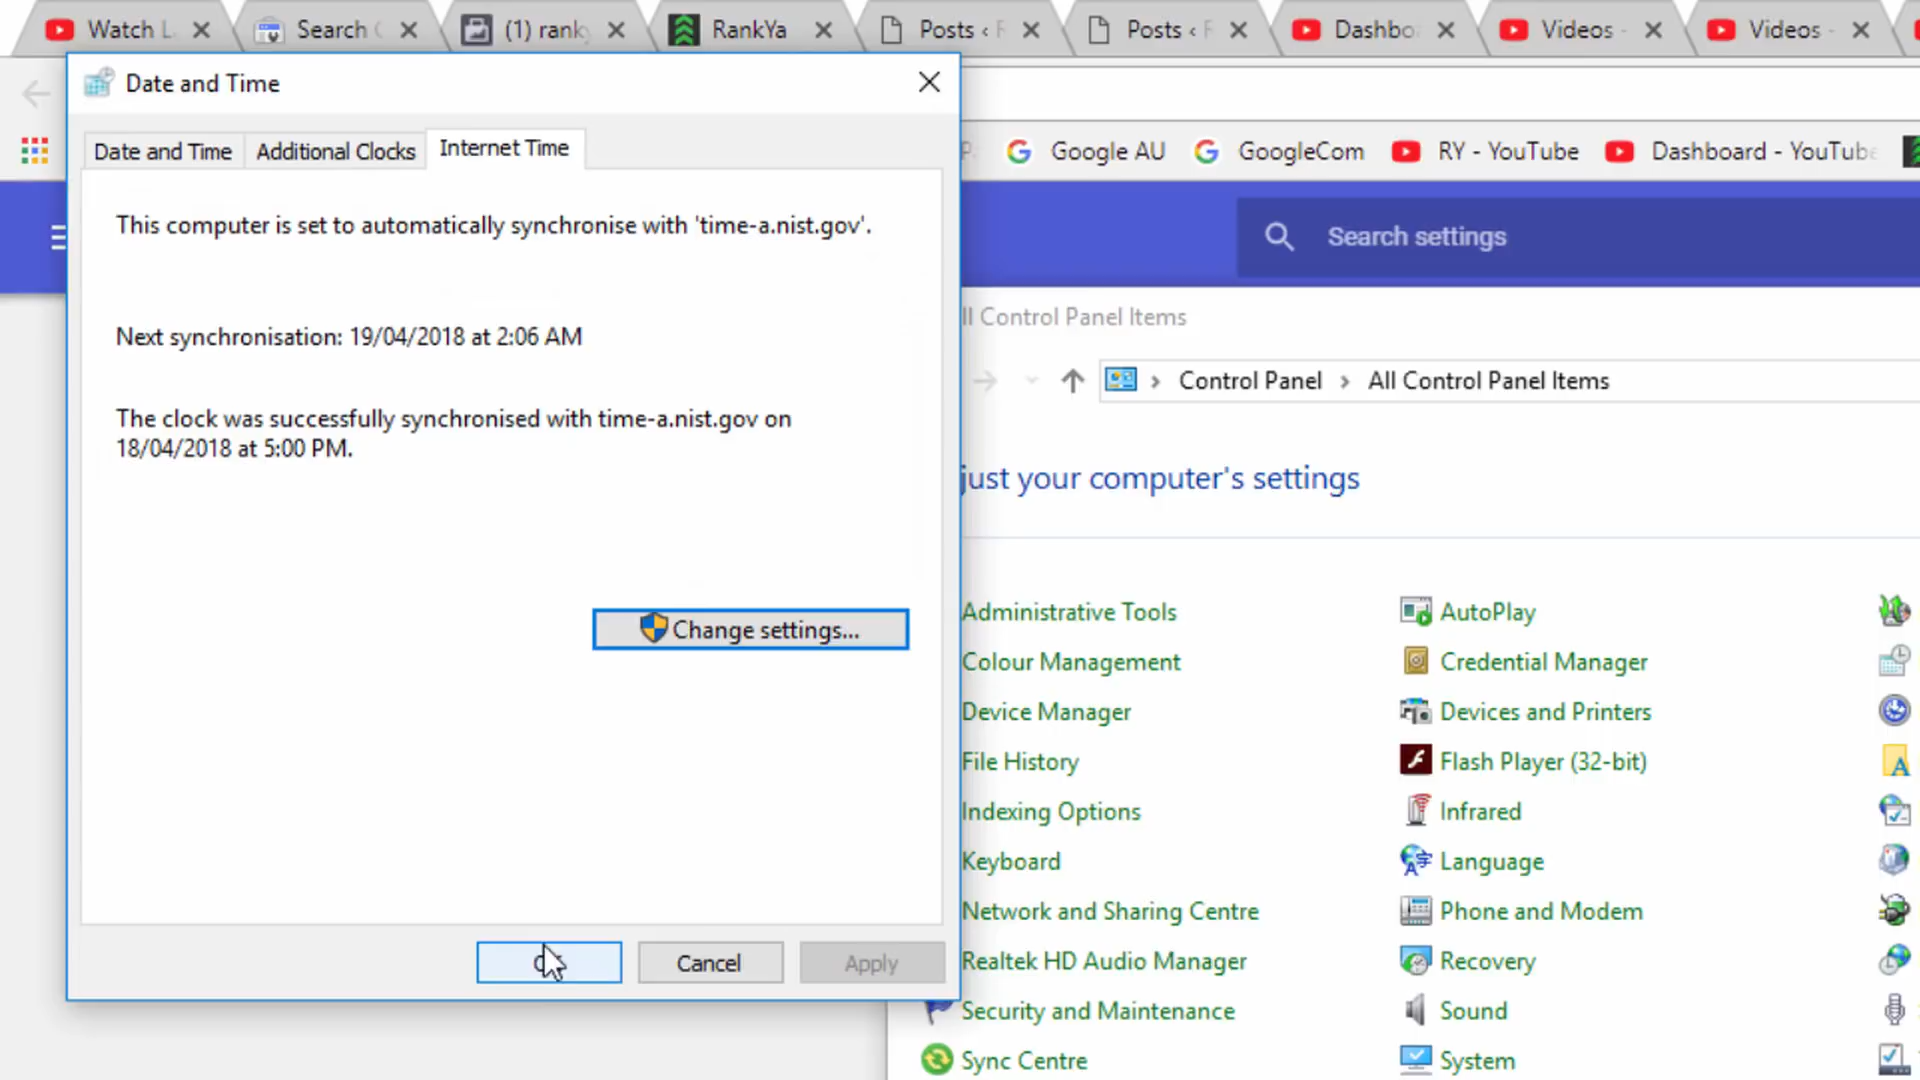 Watch L
Search
(1) rank
RankYa
Posts ‹ R
Posts ‹ R
Dashbo
Videos -
Videos -
Date and Time
Google AU
GoogleCom
RY - YouTube
Dashboard - YouTube
Date and Time
Additional Clocks
Internet Time
This computer is set to automatically synchronise with 'time-a.nist.gov'.
Next synchronisation: 19/04/2018 at 2:06 AM
The clock was successfully synchronised with time-a.nist.gov on
18/04/2018 at 5:00 PM.
Change settings...
Cancel
Apply
Search settings
ll Control Panel Items
Control Panel › All Control Panel Items
just your computer's settings
Administrative Tools
AutoPlay
Colour Management
Credential Manager
Device Manager
Devices and Printers
File History
Flash Player (32-bit)
Indexing Options
Infrared
Keyboard
Language
Network and Sharing Centre
Phone and Modem
Realtek HD Audio Manager
Recovery
Security and Maintenance
Sound
Sync Centre
System